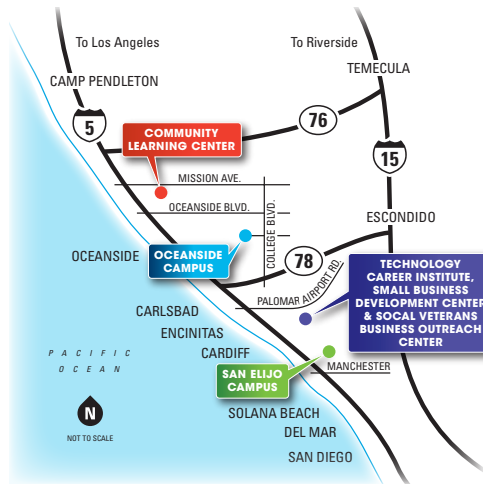 To Los Angeles
To Riverside
TEMECULA
CAMP PENDLETON
5
76
COMMUNITY
LEARNING CENTER
15
MISSION AVE.
OCEANSIDE BLVD.
COLLEGE BLVD.
ESCONDIDO
OCEANSIDE
OCEANSIDE
CAMPUS
78
PALOMAR AIRPORT RD.
TECHNOLOGY
CAREER INSTITUTE,
SMALL BUSINESS
DEVELOPMENT CENTER
& SOCAL VETERANS
BUSINESS OUTREACH
CENTER
CARLSBAD
ENCINITAS
CARDIFF
PACIFIC
OCEAN
SAN ELIJO
CAMPUS
MANCHESTER
N
NOT TO SCALE
SOLANA BEACH
DEL MAR
SAN DIEGO